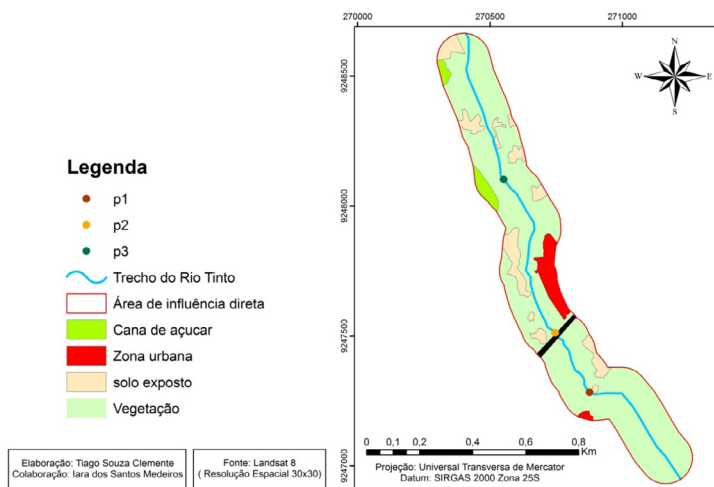 270000
270500
271000
9248500
9248000
9247500
9247000
N
W
E
S
Legenda
p1
p2
p3
Trecho do Rio Tinto
Área de influência direta
Cana de açucar
Zona urbana
solo exposto
Vegetação
0 0,1 0,2 0,4 0,6 0,8
Km
Elaboração: Tiago Souza Clemente
Colaboração: Iara dos Santos Medeiros
Fonte: Landsat 8
( Resolução Espacial 30x30)
Projeção: Universal Transversa de Mercator
Datum: SIRGAS 2000 Zona 25S